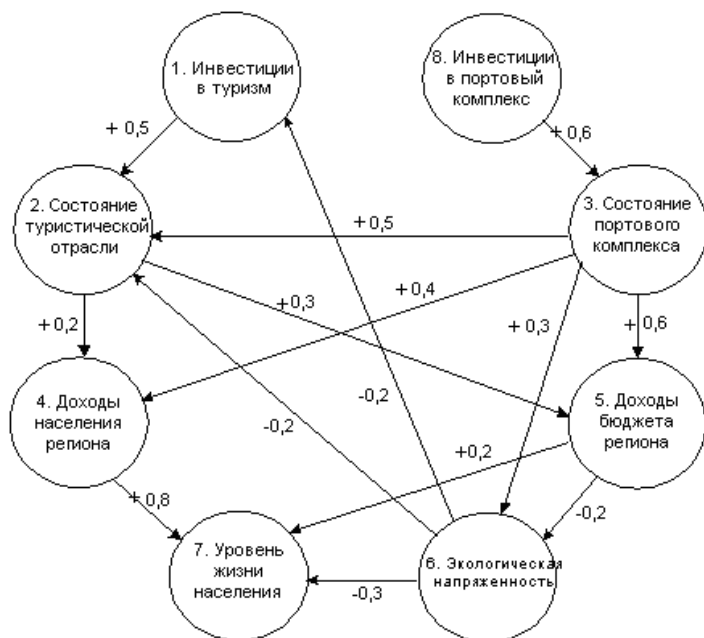 1. Инвестиции
в туризм
8. Инвестиции
в портовый
комплекс
+ 0,5
+ 0,6
2. Состояние
туристической
отрасли
3. Состояние
портового
комплекса
+ 0,5
+ 0,4
+0,3
+ 0,2
+ 0,3
+ 0,6
4. Доходы
населения
региона
-0,2
-0,2
5. Доходы
бюджета
региона
+0,2
+ 0,8
-0,2
7. Уровень
жизни
населения
6. Экологическая
напряженность
-0,3